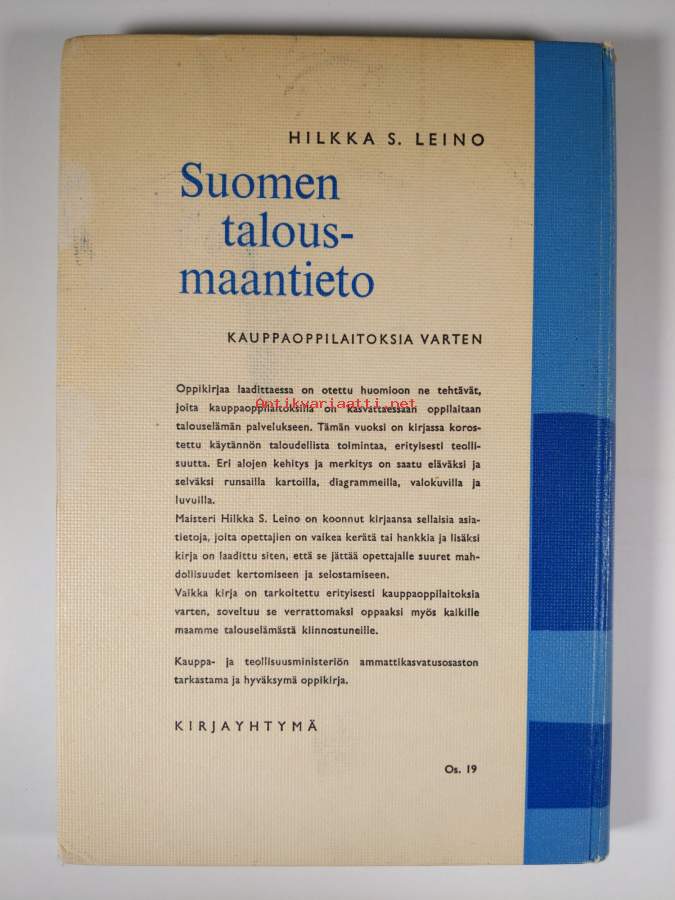 HILKKA S. LEINO
Suomen
talous-
maantieto
KAUPPAOPPILAITOKSIA VARTEN
Oppikirjaa laadittaessa on otettu huomioon ne tehtävät,
Antikvariaatti.net
joita kauppaoppilaitoksilla on kasvattaessaan oppilaitaan
talouselämän palvelukseen. Tämän vuoksi on kirjassa koros-
tettu käytännön taloudellista toimintaa, erityisesti teolli-
suutta. Eri alojen kehitys ja merkitys on saatu eläväksi ja
selväksi runsailla kartoilla, diagrammeilla, valokuvilla ja
luvuilla.
Maisteri Hilkka S. Leino on koonnut kirjaansa sellaisia asia-
tietoja, joita opettajien on vaikea kerätä tai hankkia ja lisäksi
kirja on laadittu siten, että se jättää opettajalle suuret mah-
dollisuudet kertomiseen ja selostamiseen.
Vaikka kirja on tarkoitettu erityisesti kauppaoppilaitoksia
varten, soveltuu se verrattomaksi oppaaksi myös kaikille
maamme talouselämästä kiinnostuneille.
Kauppa- ja teollisuusministeriön ammattikasvatusosaston
tarkastama ja hyväksymä oppikirja.
KIRJAYHTYMÄ
Os. 19